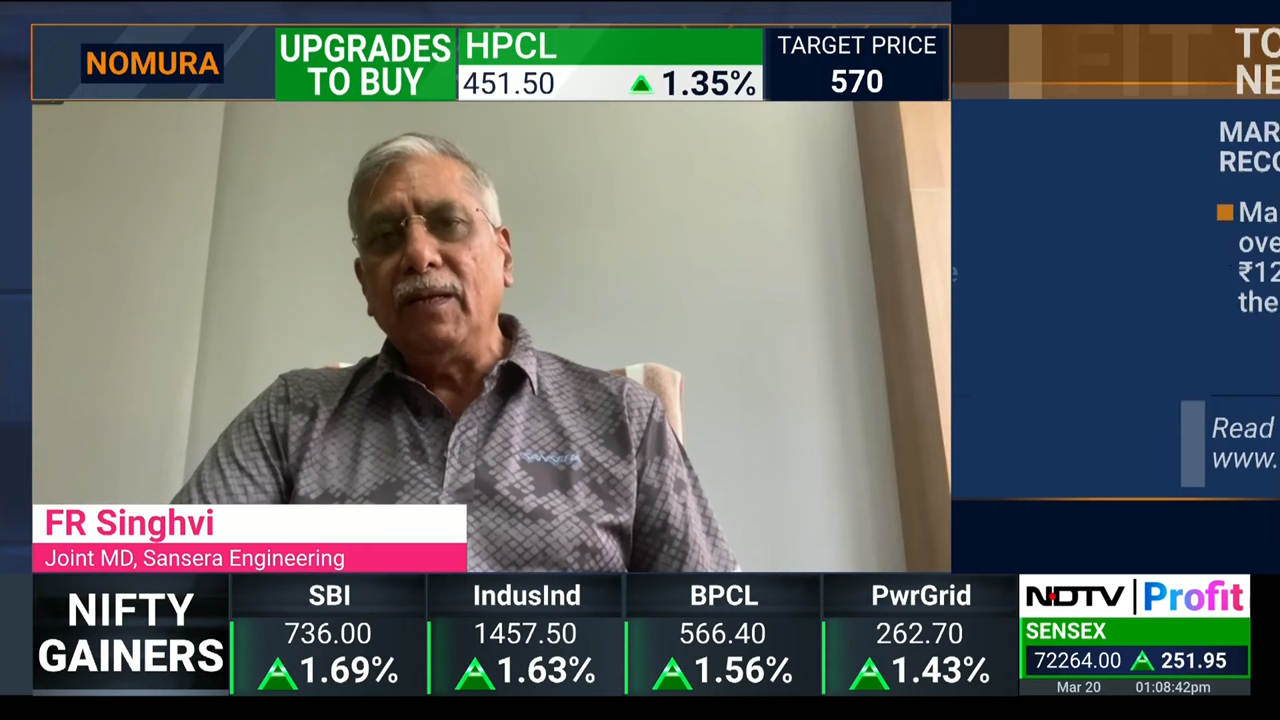 NOMURA
UPGRADES
TO BUY
HPCL
451.50 1.35%
TARGET PRICE
570
MAR
RECO
Ma
ove
₹12
the
Read
www.
SANSERA
FR Singhvi
Joint MD, Sansera Engineering
NIFTY
GAINERS
SBI
736.00
1.69%
IndusInd
1457.50
1.63%
BPCL
566.40
1.56%
PwrGrid
262.70
1.43%
NDTV Profit
SENSEX
72264.00 251.95
Mar 20 01:08:42pm